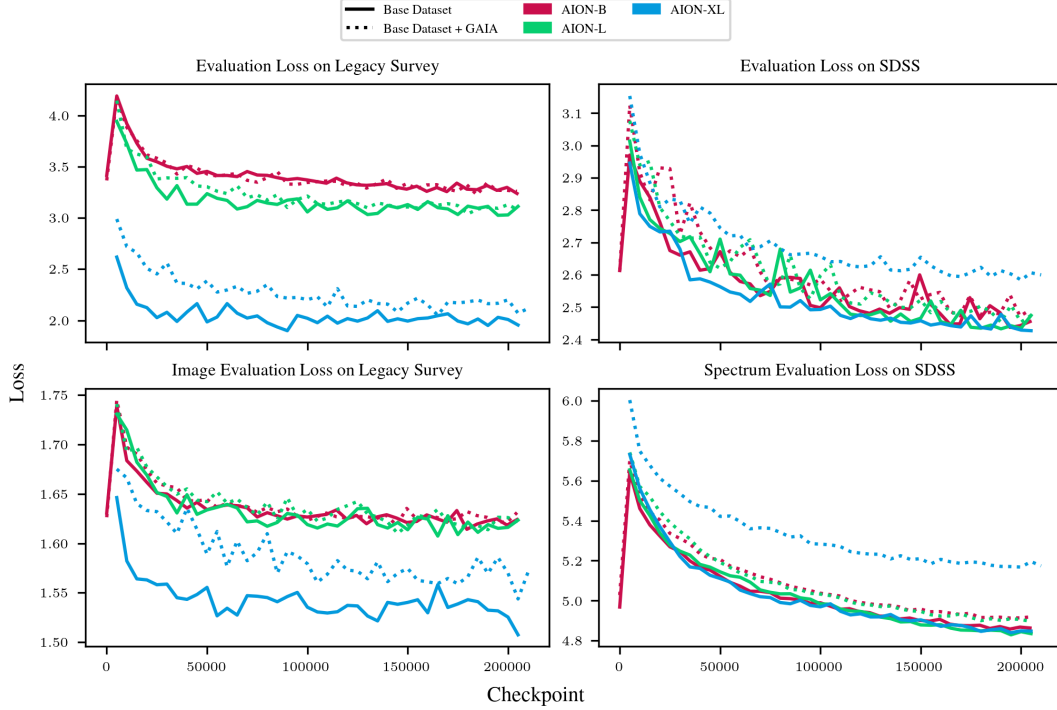 Base Dataset
Base Dataset + GAIA
AION-B
AION-L
AION-XL
Evaluation Loss on Legacy Survey
4.0
3.5
3.0
2.5
2.0
Evaluation Loss on SDSS
3.1
3.0
2.9
2.8
2.7
2.6
2.5
2.4
Loss
Image Evaluation Loss on Legacy Survey
1.75
1.70
1.65
1.60
1.55
1.50
0 50000 100000 150000 200000
Spectrum Evaluation Loss on SDSS
6.0
5.8
5.6
5.4
5.2
5.0
4.8
0 50000 100000 150000 200000
Checkpoint